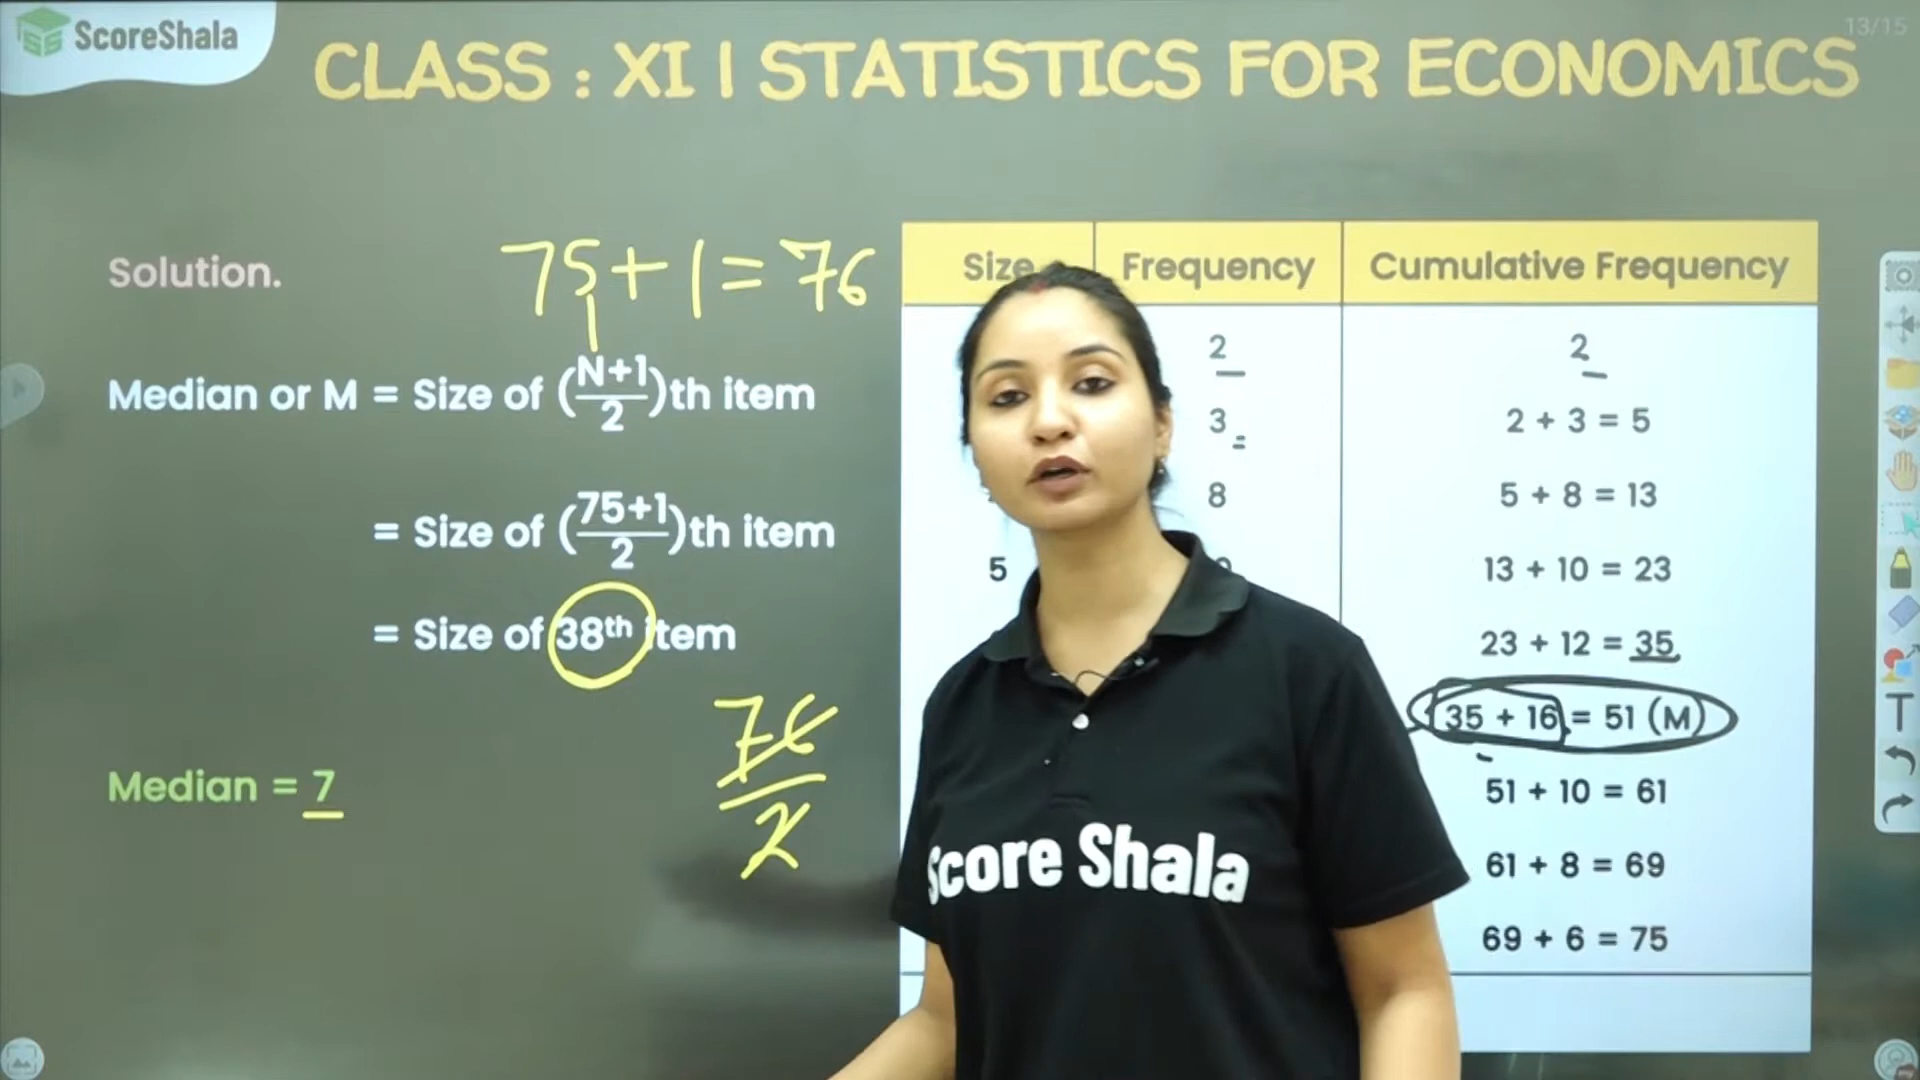 ScoreShala
13/15
CLASS : XI | STATISTICS FOR ECONOMICS
Solution.
75+1=76
Median or M = Size of (N+1/2)th item
= Size of (75+1/2)th item
= Size of 38th item
76/2
Median = 7
Size Frequency Cumulative Frequency
2 2
3 2 + 3 = 5
8 5 + 8 = 13
5 13 + 10 = 23
23 + 12 = 35
35 + 16 = 51 (M)
51 + 10 = 61
61 + 8 = 69
69 + 6 = 75
Score Shala